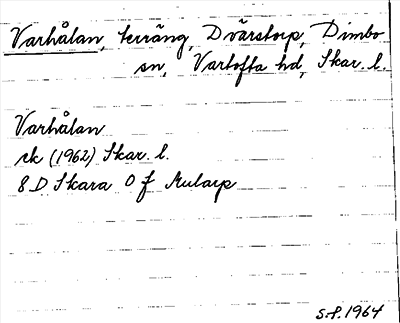 Varhålan, terräng, Dvärstorp, Dimbo
sn, Vartofta hd, Skar. l.
Varhålan
ek (1962) Skar. l.
8 D Skara 0 f Mularp
S.P. 1964